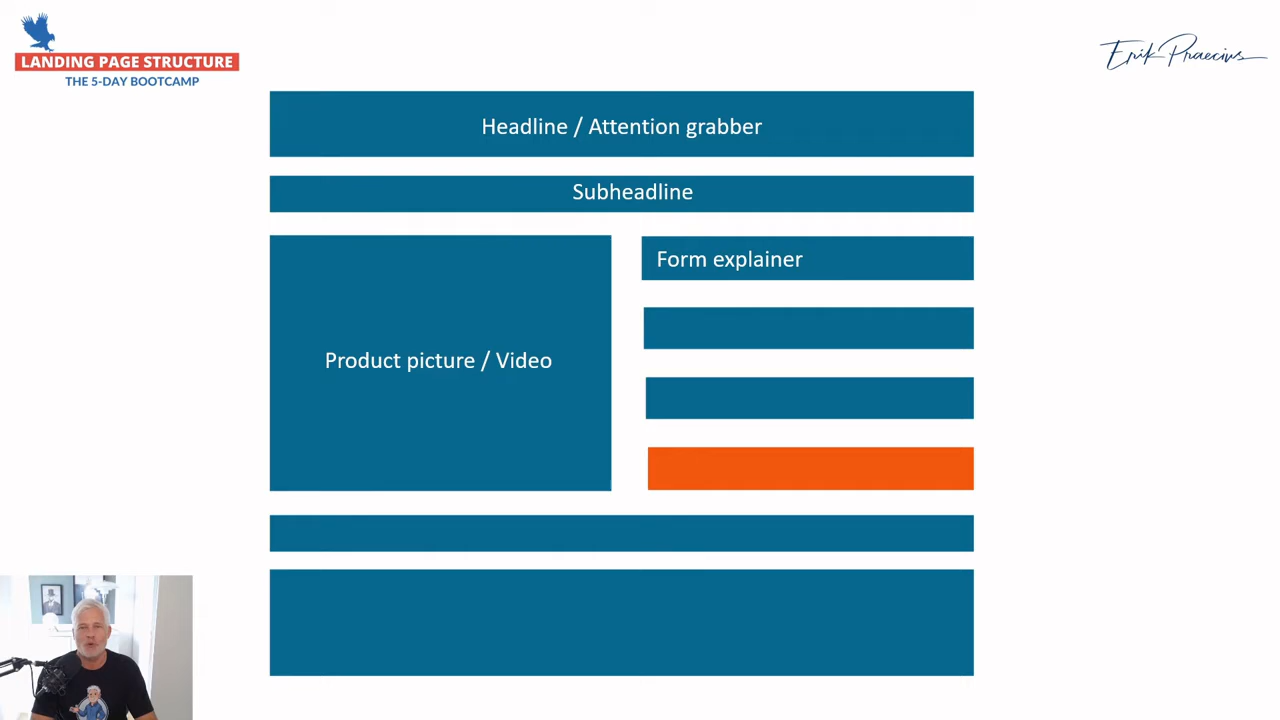 LANDING PAGE STRUCTURE
THE 5-DAY BOOTCAMP
Erik Praecius
Headline / Attention grabber
Subheadline
Form explainer
Product picture / Video